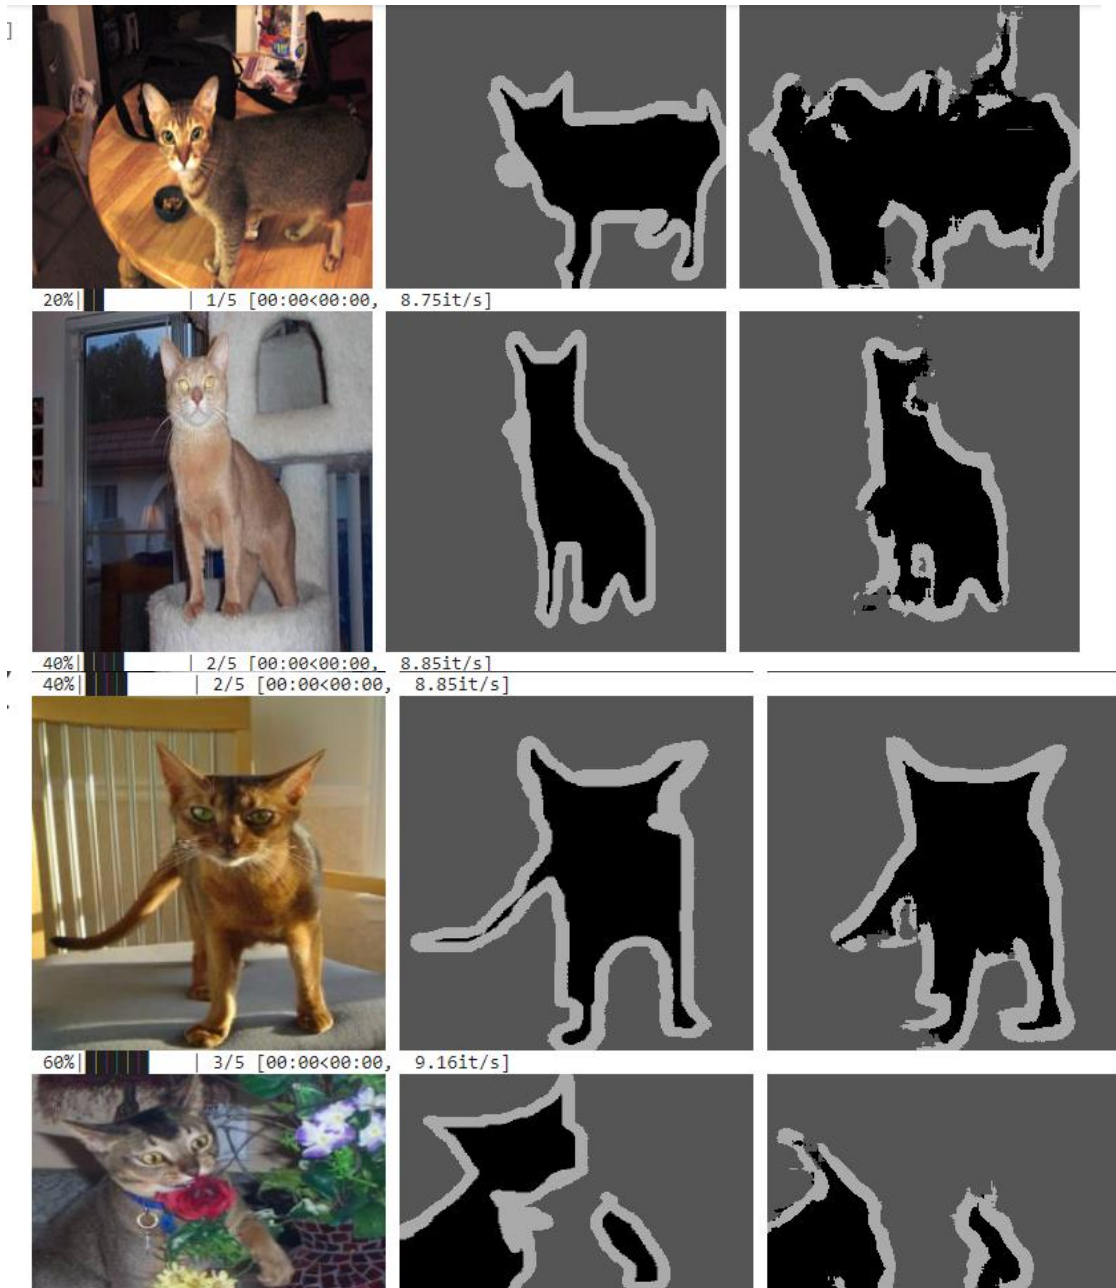 ]
20%| | 1/5 [00:00<00:00, 8.75it/s]
40%| | 2/5 [00:00<00:00, 8.85it/s]
40%| | 2/5 [00:00<00:00, 8.85it/s]
60%| | 3/5 [00:00<00:00, 9.16it/s]